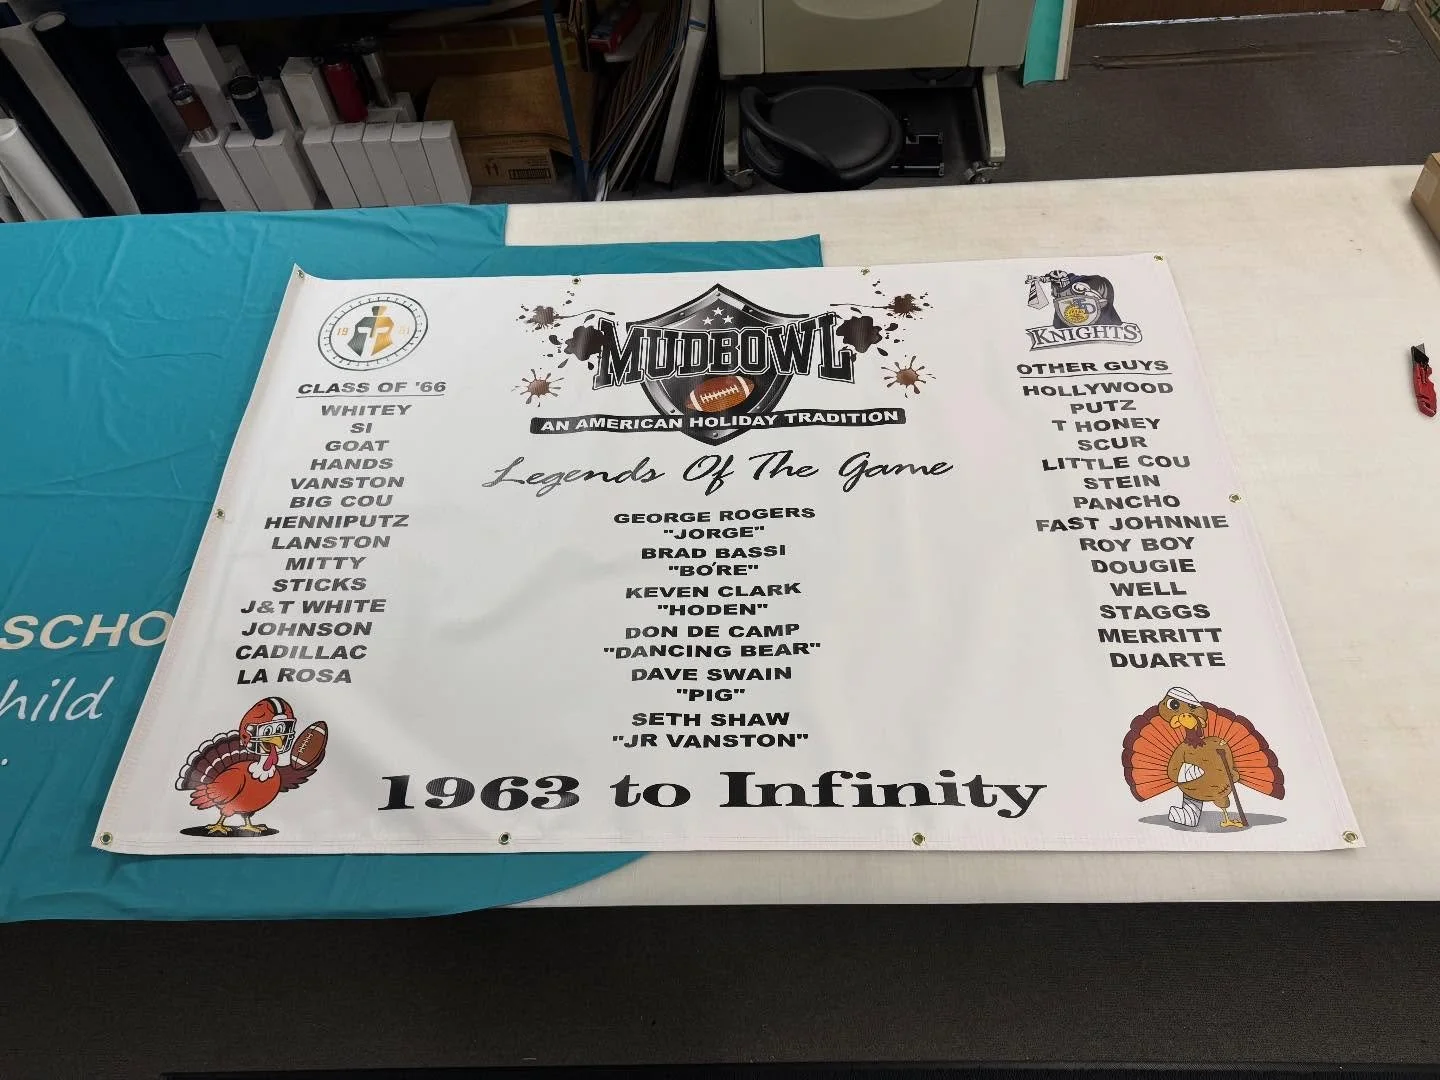 19 51
CLASS OF '66
WHITEY
SI
GOAT
HANDS
VANSTON
BIG COU
HENNIPUTZ
LANSTON
MITTY
STICKS
J&T WHITE
JOHNSON
CADILLAC
LA ROSA
MUDBOWL
AN AMERICAN HOLIDAY TRADITION
Legends Of The Game
GEORGE ROGERS
"JORGE"
BRAD BASSI
"BO'RE"
KEVEN CLARK
"HODEN"
DON DE CAMP
"DANCING BEAR"
DAVE SWAIN
"PIG"
SETH SHAW
"JR VANSTON"
1963 to Infinity
KNIGHTS
OTHER GUYS
HOLLYWOOD
PUTZ
T HONEY
SCUR
LITTLE COU
STEIN
PANCHO
FAST JOHNNIE
ROY BOY
DOUGIE
WELL
STAGGS
MERRITT
DUARTE
SCHO
hild
.